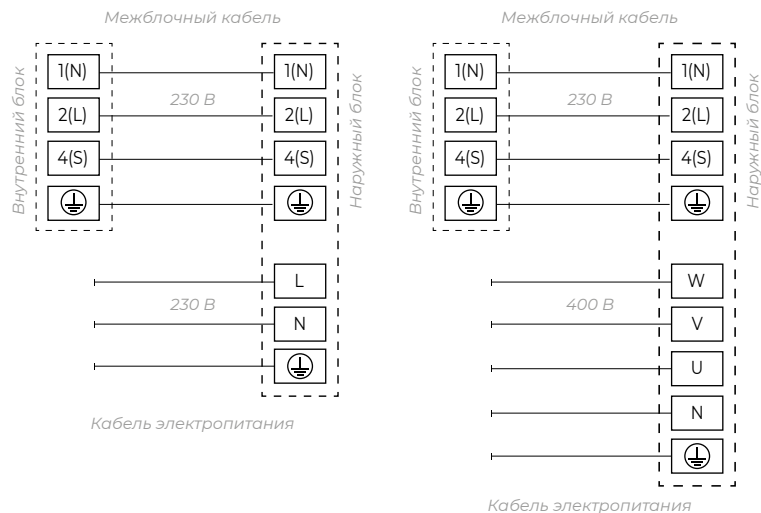 Межблочный кабель
Внутренний блок
1(N)
1(N)
230 В
2(L)
2(L)
4(S)
4(S)
Наружный блок
L
230 В
N
Кабель электропитания
Межблочный кабель
Внутренний блок
1(N)
1(N)
230 В
2(L)
2(L)
4(S)
4(S)
Наружный блок
W
400 В
V
U
N
Кабель электропитания